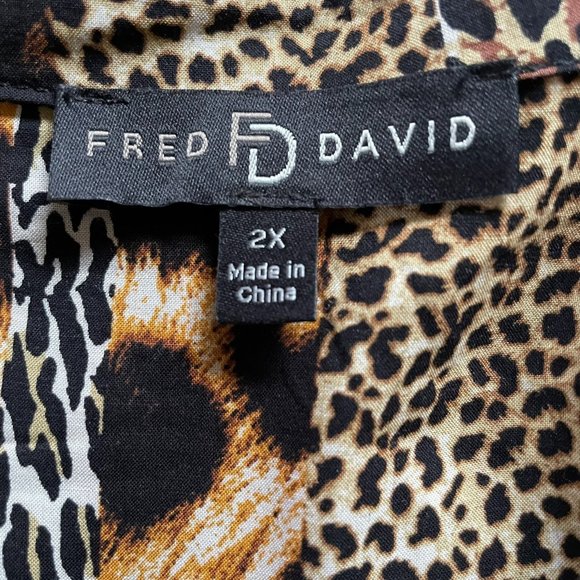 FRED FD DAVID
2X
Made in
China